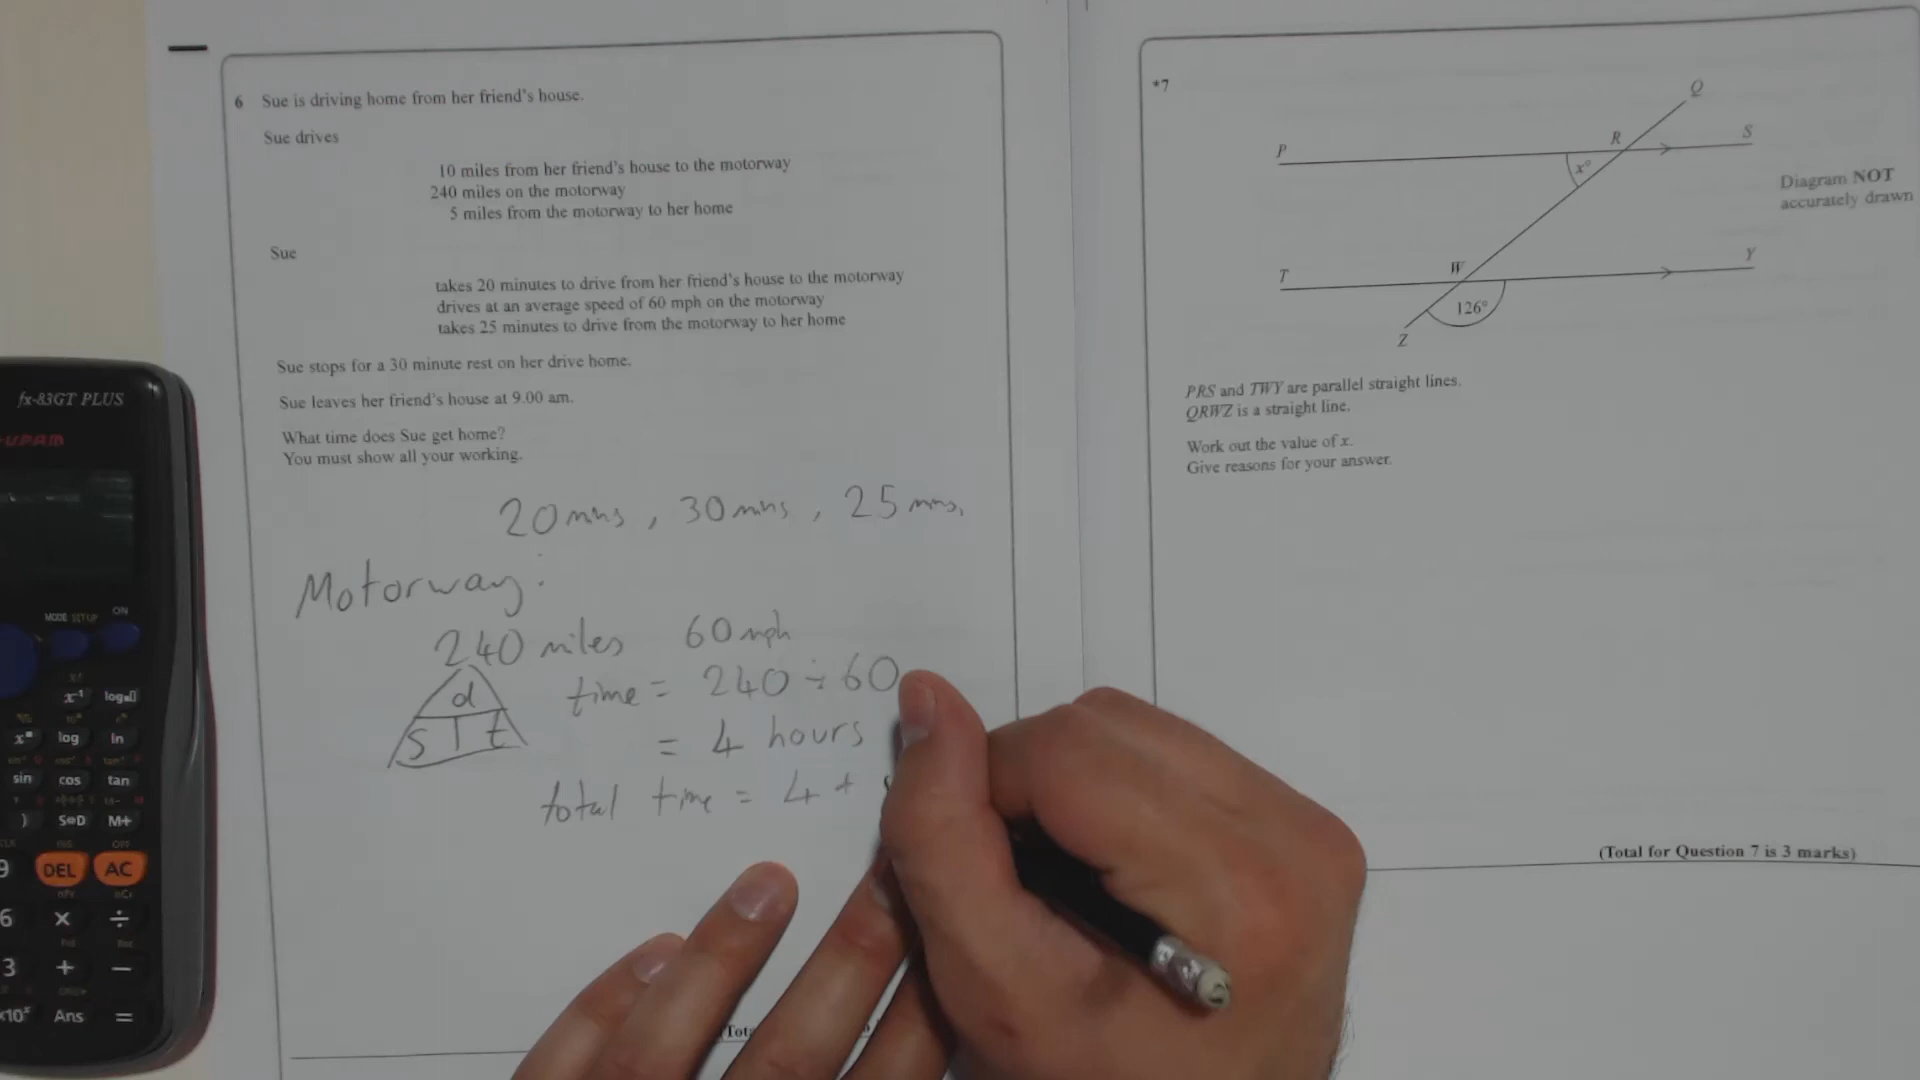 6 Sue is driving home from her friend's house.
Sue drives
10 miles from her friend's house to the motorway
240 miles on the motorway
5 miles from the motorway to her home
Sue
takes 20 minutes to drive from her friend's house to the motorway
drives at an average speed of 60 mph on the motorway
takes 25 minutes to drive from the motorway to her home
Sue stops for a 30 minute rest on her drive home.
Sue leaves her friend's house at 9.00 am.
What time does Sue get home?
You must show all your working.
20 mins, 30 mins, 25 mins,
Motorway:
240 miles 60 mph
d
s t
time = 240 ÷ 60
= 4 hours
total time = 4 +
*7
Q
P R S
x°
Diagram NOT
accurately drawn
T W Y
126°
Z
PRS and TWY are parallel straight lines.
QRWZ is a straight line.
Work out the value of x.
Give reasons for your answer.
(Total for Question 7 is 3 marks)
fx-83GT PLUS
MODE SETUP ON
x⁻¹ log
log ln
sin cos tan
) S⇔D M+
9 DEL AC
6 × ÷
3 + −
×10ˣ Ans =